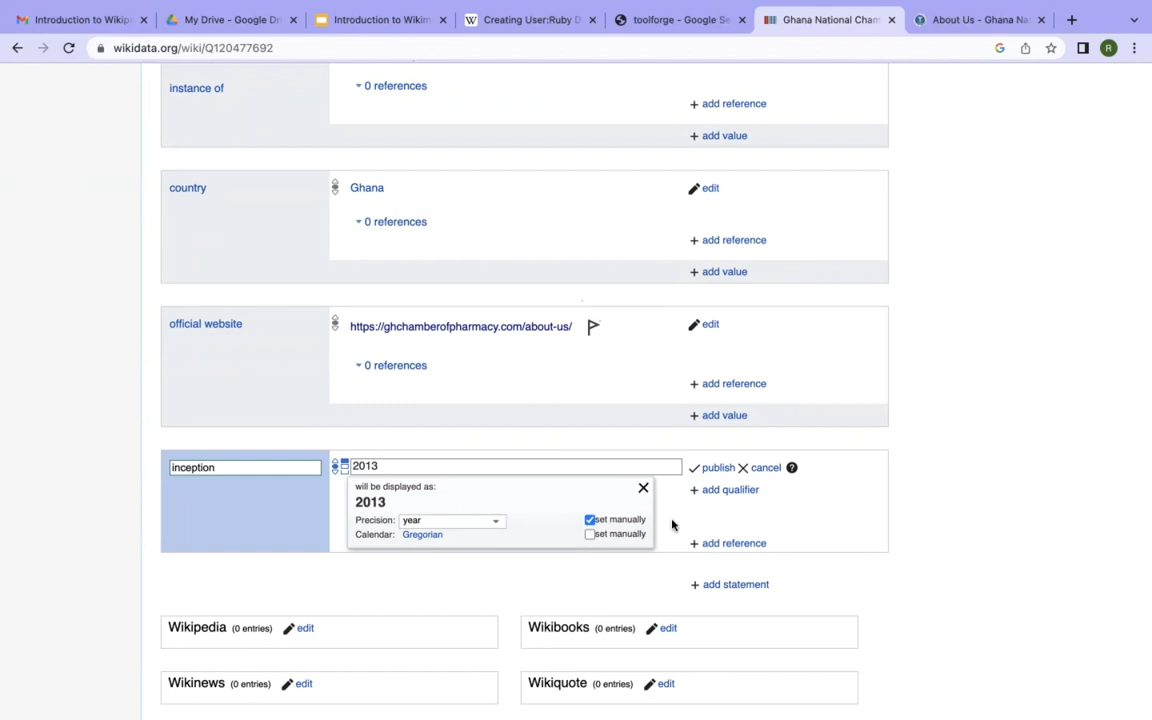 Introduction to Wikipr
My Drive - Google Dri
Introduction to Wikim
Creating User:Ruby D
toolforge - Google Se
Ghana National Cham
About Us - Ghana Nat
wikidata.org/wiki/Q120477692
R
instance of
0 references
+ add reference
+ add value
country
Ghana
edit
0 references
+ add reference
+ add value
official website
https://ghchamberofpharmacy.com/about-us/
edit
0 references
+ add reference
+ add value
inception
2013
publish
cancel
?
will be displayed as:
2013
Precision: year
set manually
Calendar: Gregorian
set manually
+ add qualifier
+ add reference
+ add statement
Wikipedia (0 entries) edit
Wikibooks (0 entries) edit
Wikinews (0 entries) edit
Wikiquote (0 entries) edit